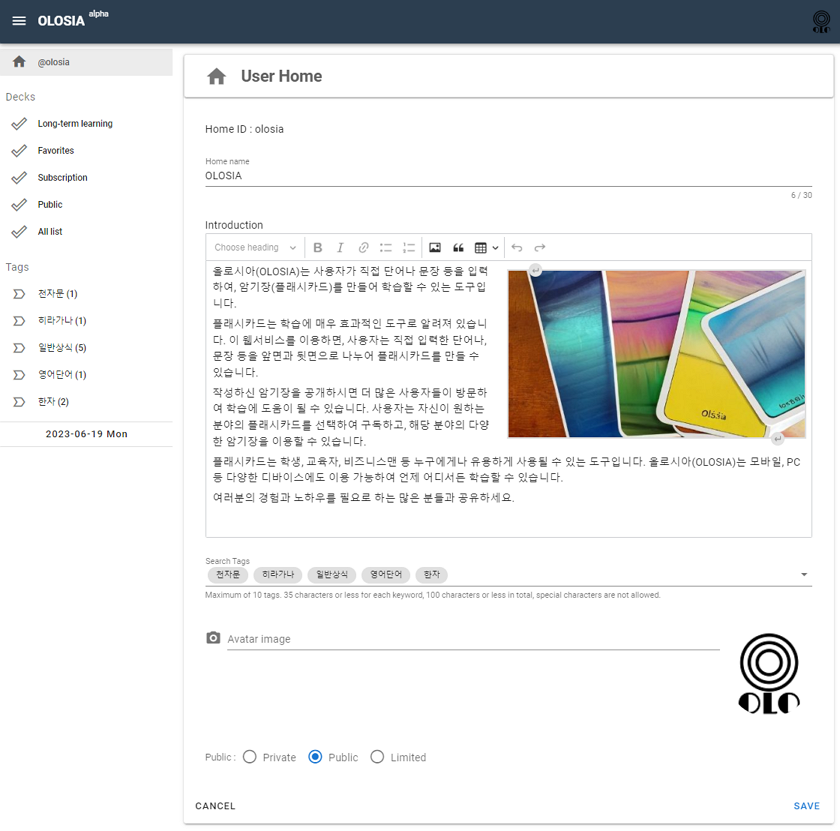 OLOSIA alpha
@olosia
Decks
Long-term learning
Favorites
Subscription
Public
All list
Tags
천자문 (1)
히라가나 (1)
일반상식 (5)
영어단어 (1)
한자 (2)
2023-06-19 Mon
User Home
Home ID : olosia
Home name
OLOSIA
6 / 30
Introduction
Choose heading
올로시아(OLOSIA)는 사용자가 직접 단어나 문장 등을 입력
하여, 암기장(플래시카드)를 만들어 학습할 수 있는 도구입
니다.
플래시카드는 학습에 매우 효과적인 도구로 알려져 있습니
다. 이 웹서비스를 이용하면, 사용자는 직접 입력한 단어나,
문장 등을 앞면과 뒷면으로 나누어 플래시카드를 만들 수
있습니다.
작성하신 암기장을 공개하시면 더 많은 사용자들이 방문하
여 학습에 도움이 될 수 있습니다. 사용자는 자신이 원하는
분야의 플래시카드를 선택하여 구독하고, 해당 분야의 다양
한 암기장을 이용할 수 있습니다.
Olósia
플래시카드는 학생, 교육자, 비즈니스맨 등 누구에게나 유용하게 사용될 수 있는 도구입니다. 올로시아(OLOSIA)는 모바일, PC
등 다양한 디바이스에도 이용 가능하여 언제 어디서든 학습할 수 있습니다.
여러분의 경험과 노하우를 필요로 하는 많은 분들과 공유하세요.
Search Tags
천자문 히라가나 일반상식 영어단어 한자
Maximum of 10 tags. 35 characters or less for each keyword, 100 characters or less in total, special characters are not allowed.
Avatar image
OLO
Public : Private Public Limited
CANCEL
SAVE